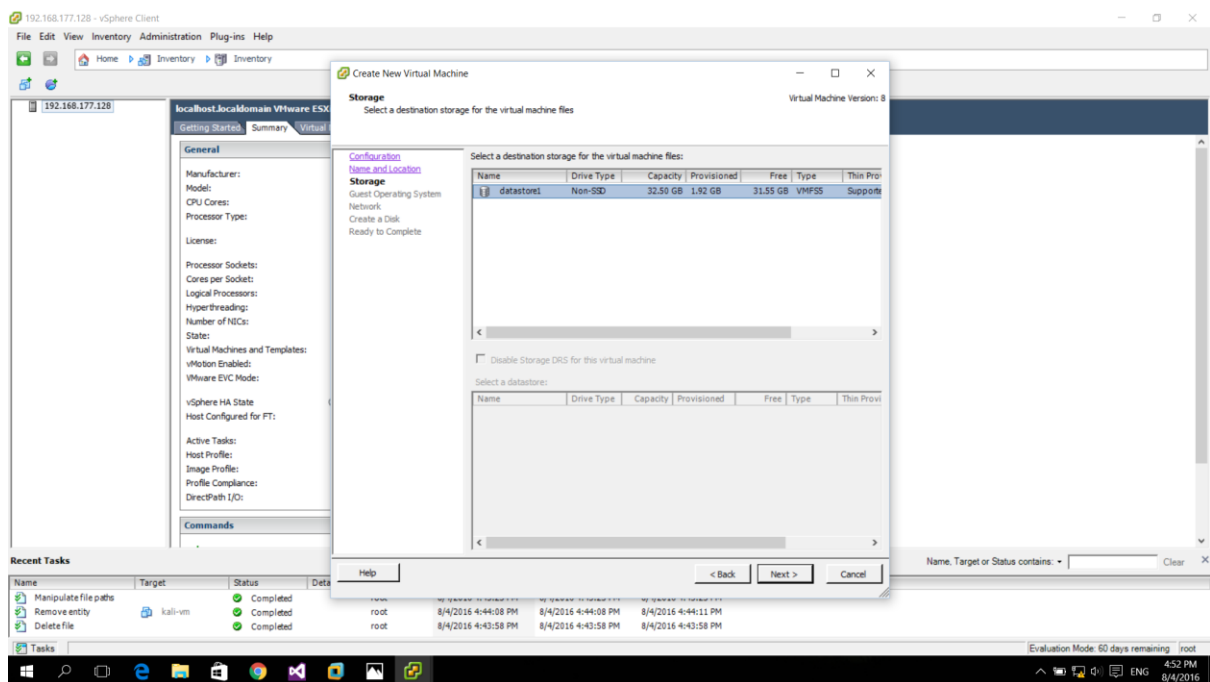 192.168.177.128 - vSphere Client
File Edit View Inventory Administration Plug-ins Help
Home Inventory Inventory
192.168.177.128
localhost.localdomain VMware ESX
Getting Started Summary Virtual
General
Manufacturer:
Model:
CPU Cores:
Processor Type:
License:
Processor Sockets:
Cores per Socket:
Logical Processors:
Hyperthreading:
Number of NICs:
State:
Virtual Machines and Templates:
vMotion Enabled:
VMware EVC Mode:
vSphere HA State
Host Configured for FT:
Active Tasks:
Host Profile:
Image Profile:
Profile Compliance:
DirectPath I/O:
Commands
Create New Virtual Machine
Storage
Select a destination storage for the virtual machine files
Virtual Machine Version: 8
Configuration
Name and Location
Storage
Guest Operating System
Network
Create a Disk
Ready to Complete
Select a destination storage for the virtual machine files:
Name Drive Type Capacity Provisioned Free Type Thin Pro
datastore1 Non-SSD 32.50 GB 1.92 GB 31.55 GB VMFS5 Supporte
Disable Storage DRS for this virtual machine
Select a datastore:
Name Drive Type Capacity Provisioned Free Type Thin Provi
Help < Back Next > Cancel
Recent Tasks
Name, Target or Status contains: Clear
Name Target Status Deta
Manipulate file paths Completed
Remove entity kali-vm Completed root 8/4/2016 4:44:08 PM 8/4/2016 4:44:08 PM 8/4/2016 4:44:11 PM
Delete file Completed root 8/4/2016 4:43:58 PM 8/4/2016 4:43:58 PM 8/4/2016 4:43:58 PM
Tasks Evaluation Mode: 60 days remaining root
ENG 4:52 PM
8/4/2016